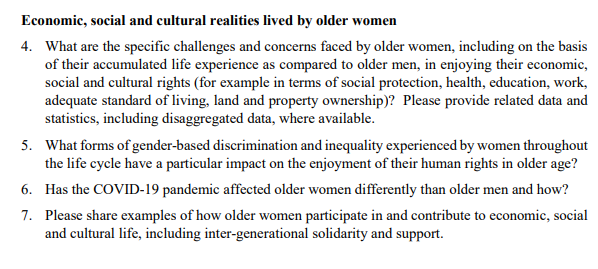 Economic, social and cultural realities lived by older women
4. What are the specific challenges and concerns faced by older women, including on the basis
of their accumulated life experience as compared to older men, in enjoying their economic,
social and cultural rights (for example in terms of social protection, health, education, work,
adequate standard of living, land and property ownership)? Please provide related data and
statistics, including disaggregated data, where available.
5. What forms of gender-based discrimination and inequality experienced by women throughout
the life cycle have a particular impact on the enjoyment of their human rights in older age?
6. Has the COVID-19 pandemic affected older women differently than older men and how?
7. Please share examples of how older women participate in and contribute to economic, social
and cultural life, including inter-generational solidarity and support.